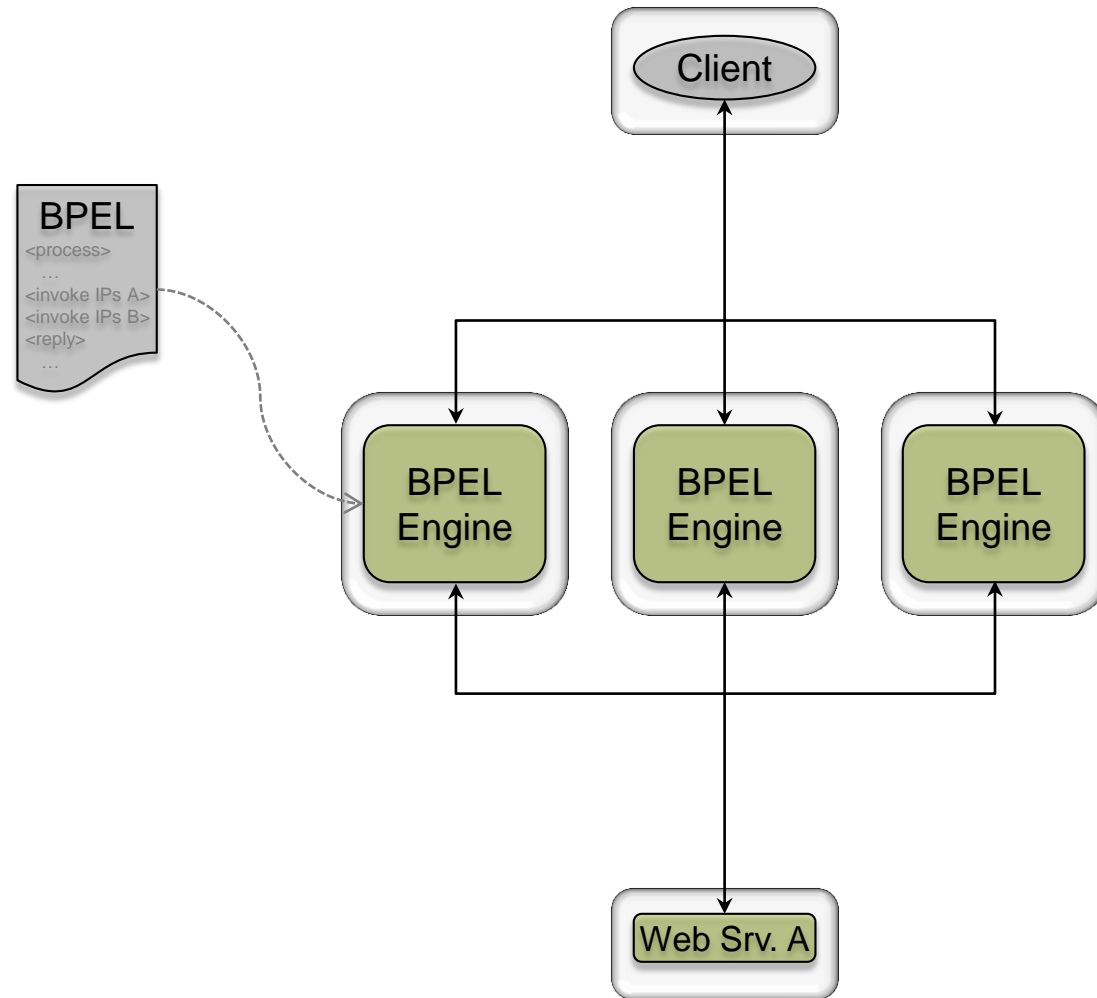 Client
BPEL
<process>
...
<invoke IPs A>
<invoke IPs B>
<reply>
...
BPEL
Engine
BPEL
Engine
BPEL
Engine
Web Srv. A